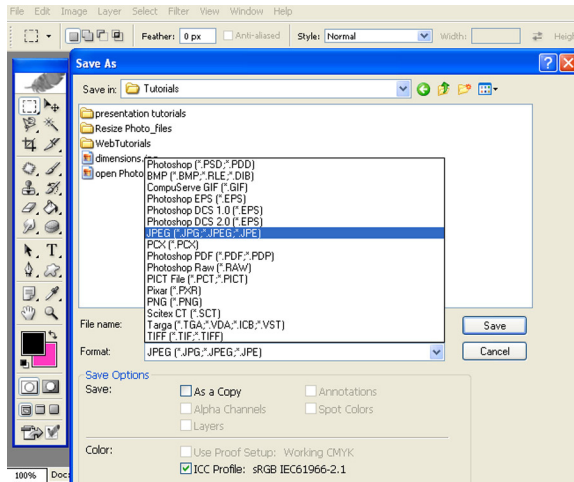 File Edit Image Layer Select Filter View Window Help
Feather: 0 px Anti-aliased Style: Normal Width: Heigh
Save As
Save in: Tutorials
presentation tutorials
Resize Photo_files
WebTutorials
dimensions.
open Photo
Photoshop (*.PSD;*.PDD)
BMP (*.BMP;*.RLE;*.DIB)
CompuServe GIF (*.GIF)
Photoshop EPS (*.EPS)
Photoshop DCS 1.0 (*.EPS)
Photoshop DCS 2.0 (*.EPS)
JPEG (*.JPG;*.JPEG;*.JPE)
PCX (*.PCX)
Photoshop PDF (*.PDF;*.PDP)
Photoshop Raw (*.RAW)
PICT File (*.PCT;*.PICT)
Pixar (*.PXR)
PNG (*.PNG)
Scitex CT (*.SCT)
Targa (*.TGA;*.VDA;*.ICB;*.VST)
TIFF (*.TIF;*.TIFF)
File name: Save
Format: JPEG (*.JPG;*.JPEG;*.JPE) Cancel
Save Options
Save: As a Copy Annotations
Alpha Channels Spot Colors
Layers
Color: Use Proof Setup: Working CMYK
ICC Profile: sRGB IEC61966-2.1
100% Doc: